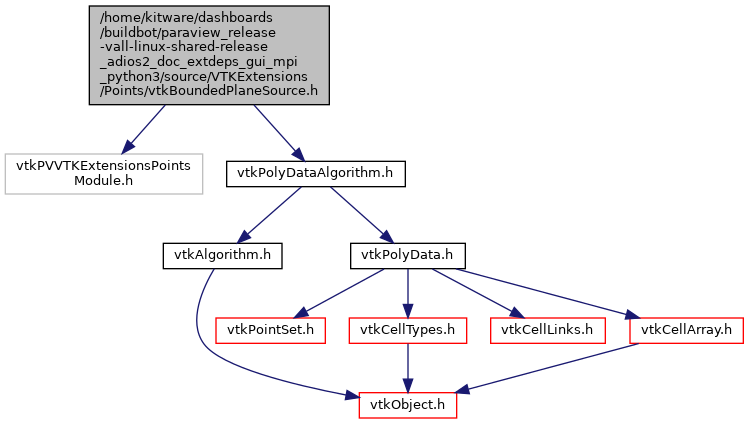 /home/kitware/dashboards
/buildbot/paraview_release
-vall-linux-shared-release
_adios2_doc_extdeps_gui_mpi
_python3/source/VTKExtensions
/Points/vtkBoundedPlaneSource.h
vtkPVVTKExtensionsPoints
Module.h
vtkPolyDataAlgorithm.h
vtkAlgorithm.h
vtkPolyData.h
vtkPointSet.h
vtkCellTypes.h
vtkCellLinks.h
vtkCellArray.h
vtkObject.h